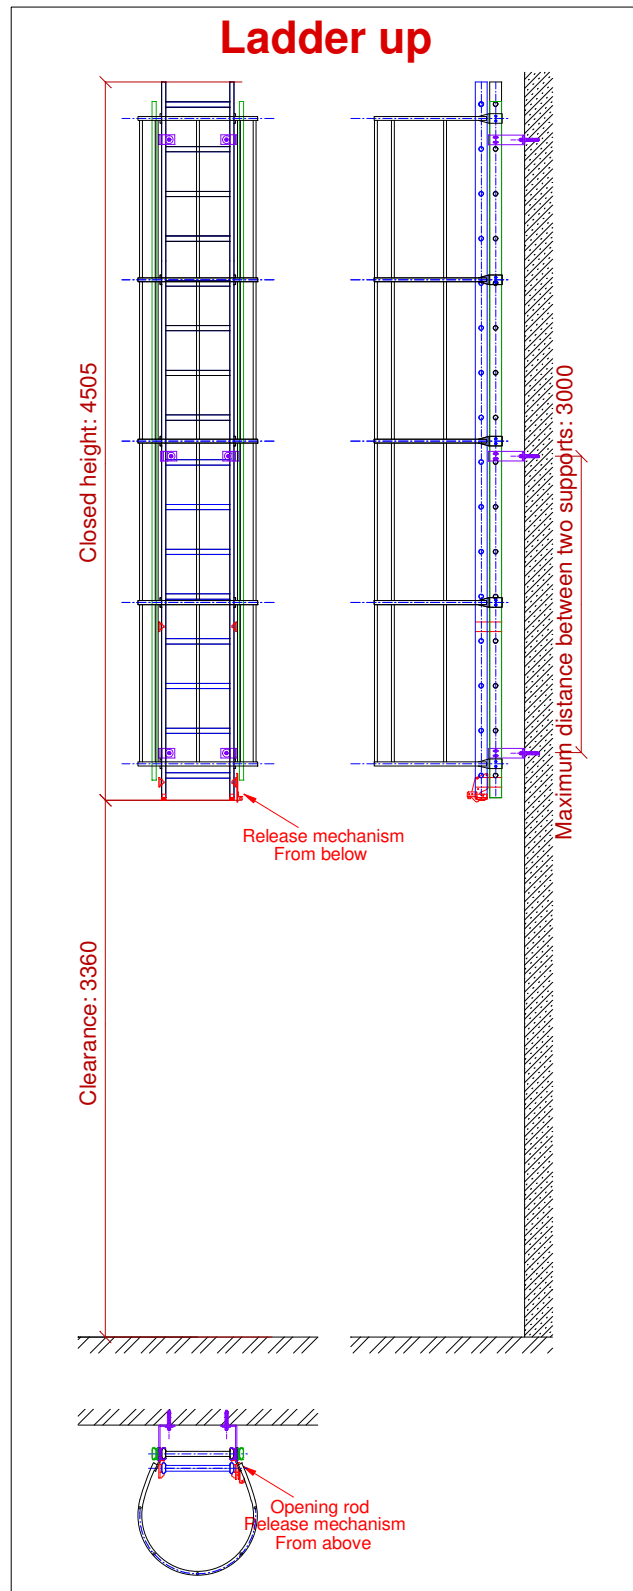 Ladder up
Closed height: 4505
Maximum distance between two supports: 3000
Release mechanism
From below
Clearance: 3360
Opening rod
Release mechanism
From above